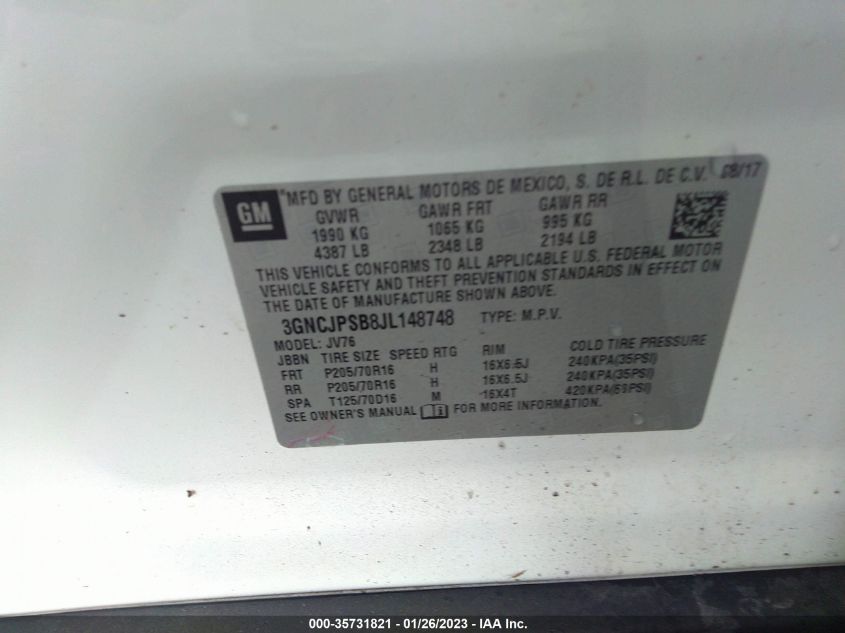 GM
*MFD BY GENERAL MOTORS DE MEXICO, S. DE R.L. DE C.V. 08/17
GVWR GAWR FRT GAWR RR
1990 KG 1065 KG 995 KG
4387 LB 2348 LB 2194 LB
THIS VEHICLE CONFORMS TO ALL APPLICABLE U.S. FEDERAL MOTOR
VEHICLE SAFETY AND THEFT PREVENTION STANDARDS IN EFFECT ON
THE DATE OF MANUFACTURE SHOWN ABOVE.
3GNCJPSB8JL148748 TYPE: M.P.V.
MODEL: JV76
JBBN TIRE SIZE SPEED RTG RIM COLD TIRE PRESSURE
FRT P205/70R16 H 16X6.5J 240KPA(35PSI)
RR P205/70R16 H 16X6.5J 240KPA(35PSI)
SPA T125/70D16 M 16X4T 420KPA(60PSI)
SEE OWNER'S MANUAL FOR MORE INFORMATION.
000-35731821 - 01/26/2023 - IAA Inc.